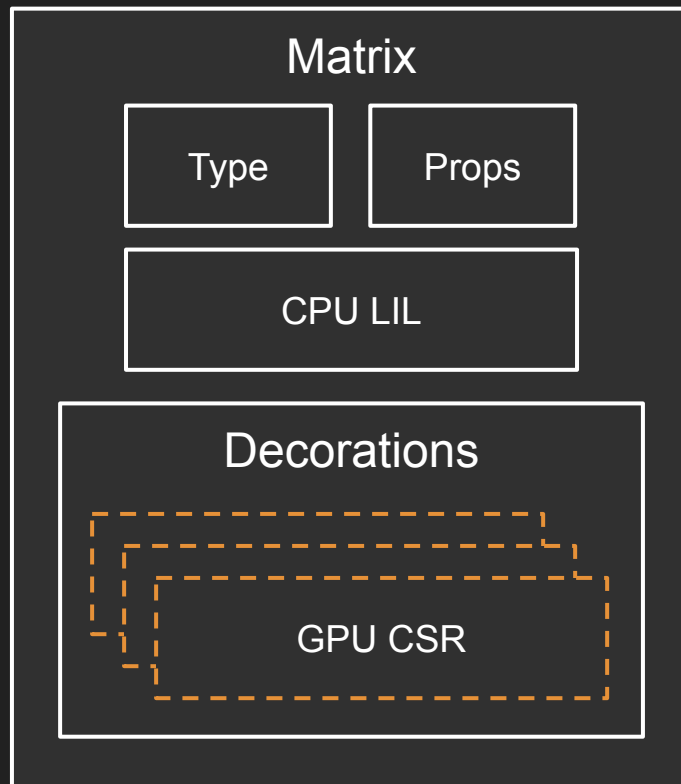 Matrix
Type
Props
CPU LIL
Decorations
GPU CSR